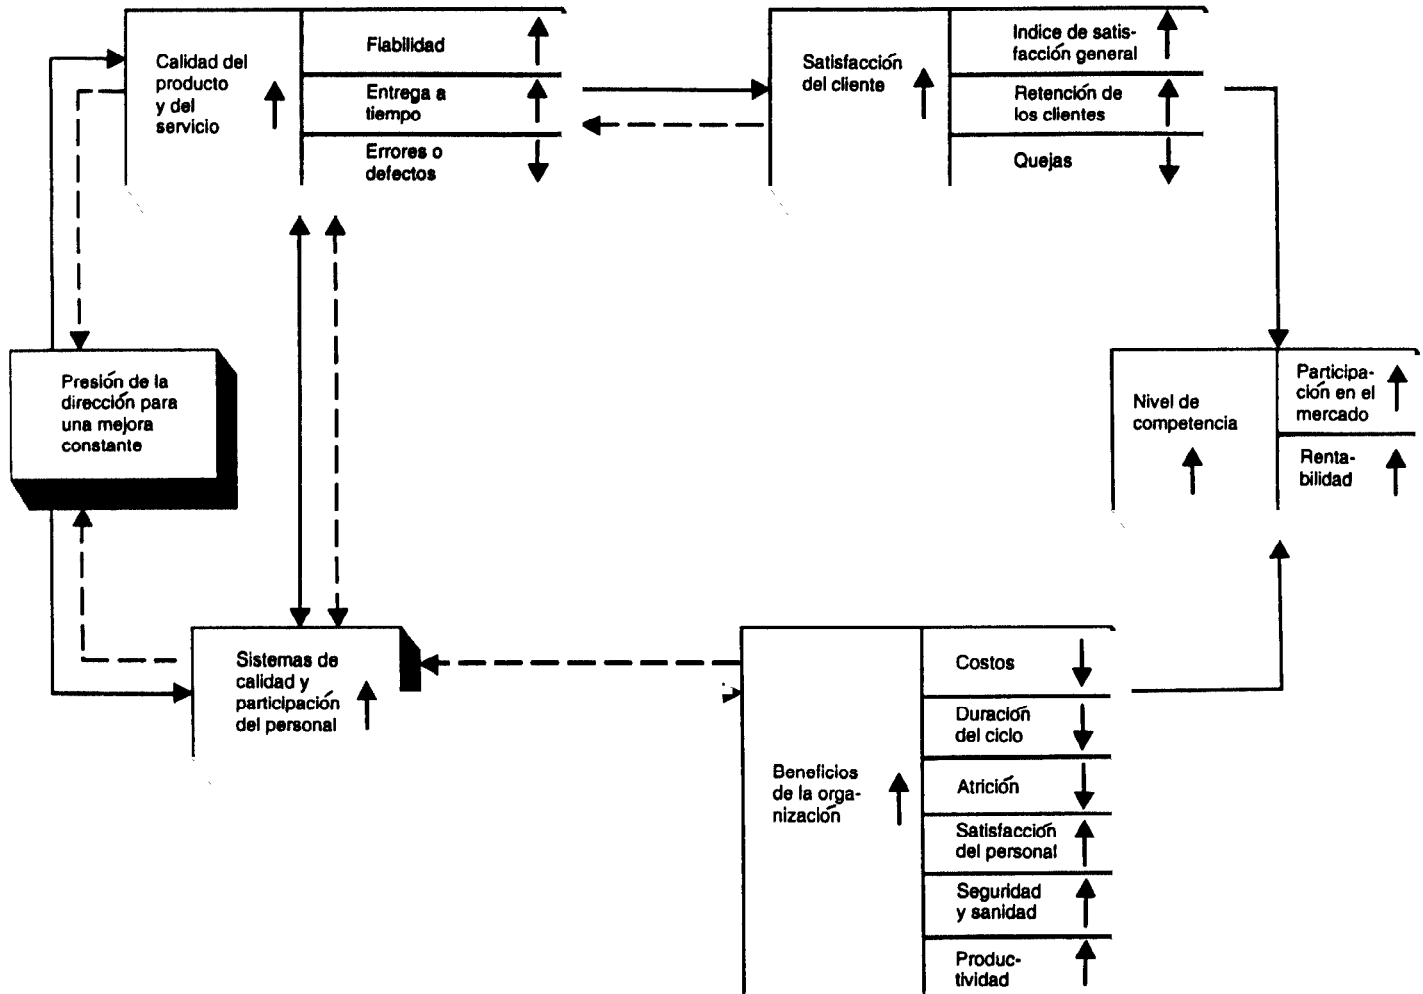 Calidad del
producto
y del
servicio
Fiabilidad
Entrega a
tiempo
Errores o
defectos
Satisfacción
del cliente
Indice de satis-
facción general
Retención de
los clientes
Quejas
Presión de la
dirección para
una mejora
constante
Nivel de
competencia
Participa-
ción en el
mercado
Renta-
bilidad
Sistemas de
calidad y
participación
del personal
Beneficios
de la orga-
nización
Costos
Duración
del ciclo
Atrición
Satisfacción
del personal
Seguridad
y sanidad
Produc-
tividad